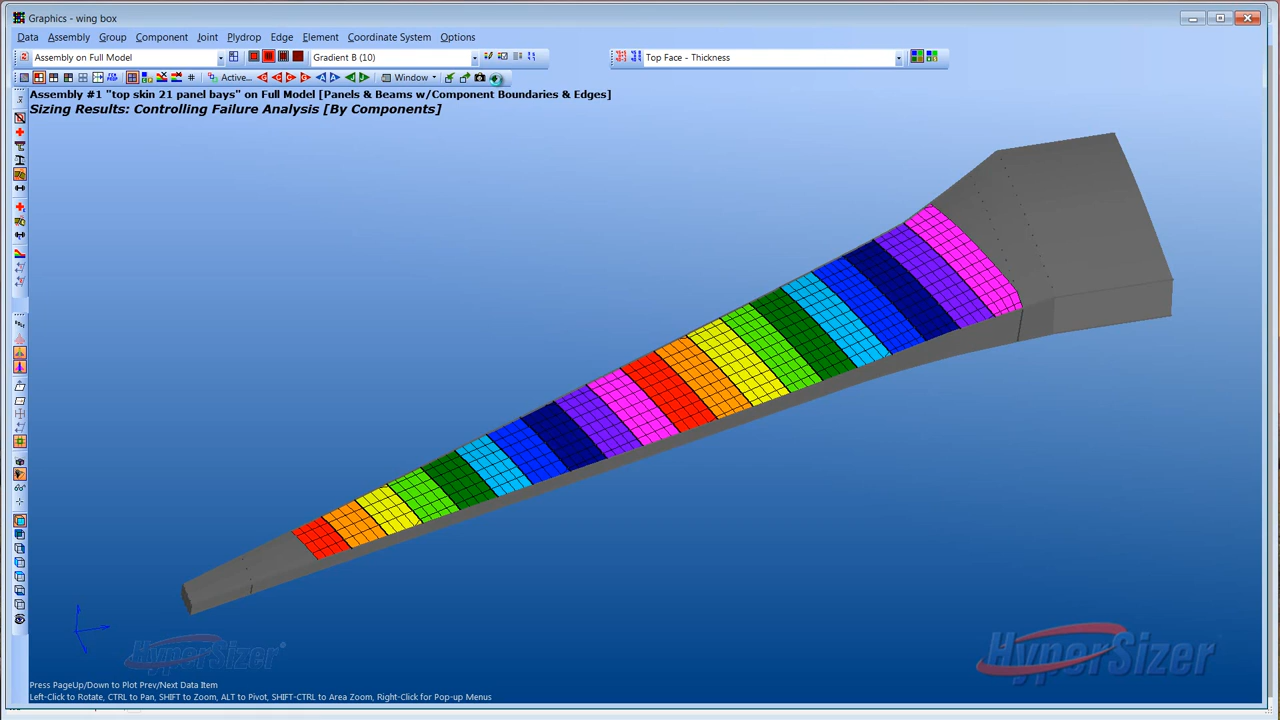 Graphics - wing box
Data Assembly Group Component Joint Plydrop Edge Element Coordinate System Options
Assembly on Full Model Gradient B (10) Top Face - Thickness
Active... Window
Assembly #1 "top skin 21 panel bays" on Full Model [Panels & Beams w/Component Boundaries & Edges]
Sizing Results: Controlling Failure Analysis [By Components]
HyperSizer®
HyperSizer
Press PageUp/Down to Plot Prev/Next Data Item
Left-Click to Rotate, CTRL to Pan, SHIFT to Zoom, ALT to Pivot, SHIFT-CTRL to Area Zoom, Right-Click for Pop-up Menus